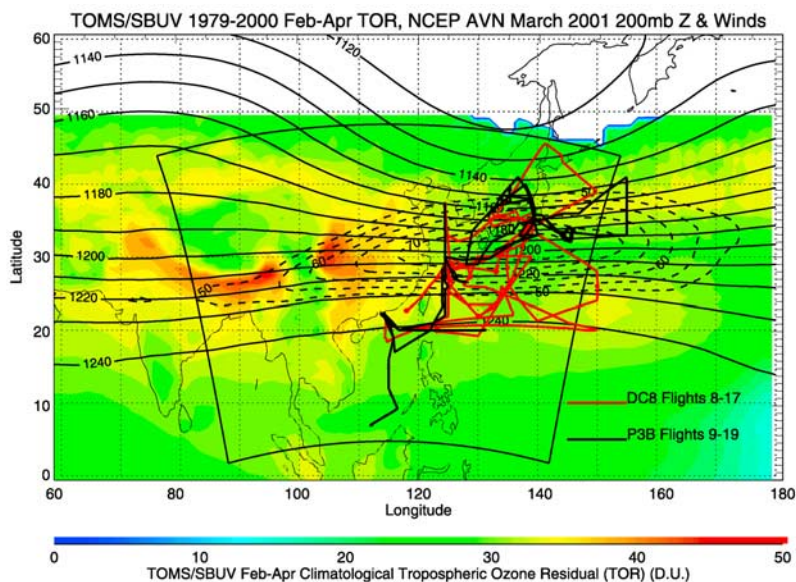 TOMS/SBUV 1979-2000 Feb-Apr TOR, NCEP AVN March 2001 200mb Z & Winds
60
50
40
30
20
10
0
Latitude
1140
1120
1160
1140
1180
1180
1200
200
1220
1240
1240
50
60
70
60
DC8 Flights 8-17
P3B Flights 9-19
60 80 100 120 140 160 180
Longitude
0 10 20 30 40 50
TOMS/SBUV Feb-Apr Climatological Tropospheric Ozone Residual (TOR) (D.U.)